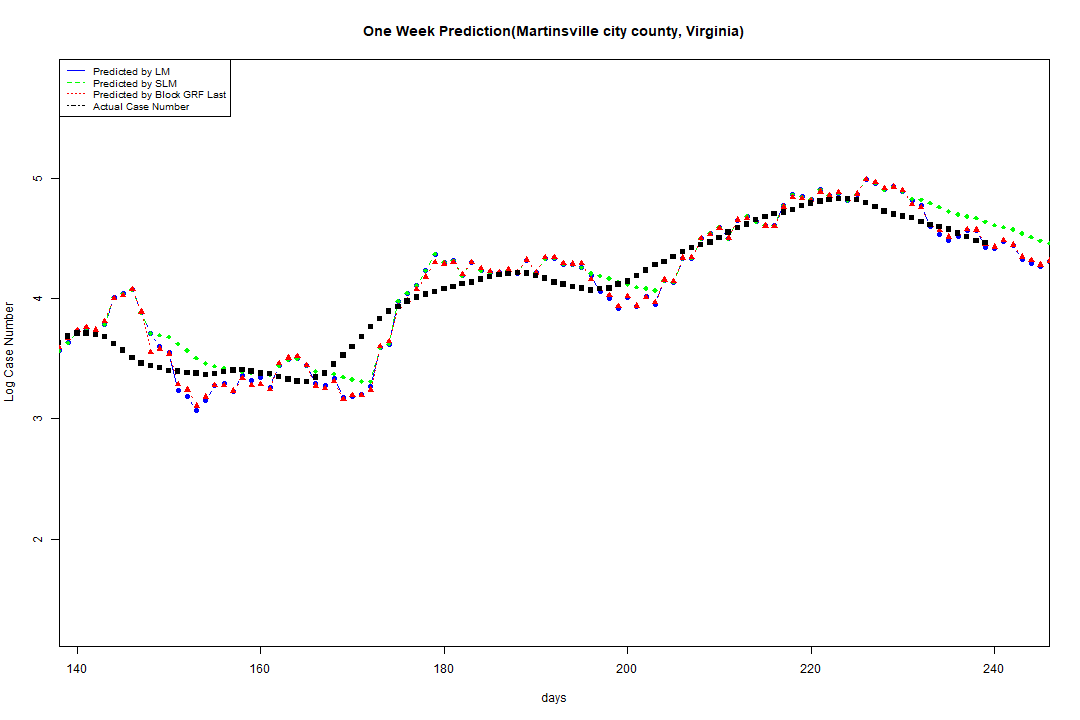 One Week Prediction(Martinsville city county, Virginia)
Predicted by LM
Predicted by SLM
Predicted by Block GRF Last
Actual Case Number
Log Case Number
5
4
3
2
140 160 180 200 220 240
days